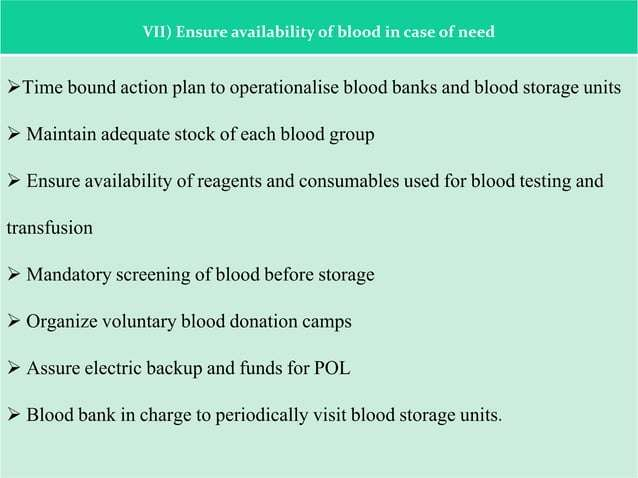 VII) Ensure availability of blood in case of need
➢Time bound action plan to operationalise blood banks and blood storage units
➢ Maintain adequate stock of each blood group
➢ Ensure availability of reagents and consumables used for blood testing and
transfusion
➢ Mandatory screening of blood before storage
➢ Organize voluntary blood donation camps
➢ Assure electric backup and funds for POL
➢ Blood bank in charge to periodically visit blood storage units.